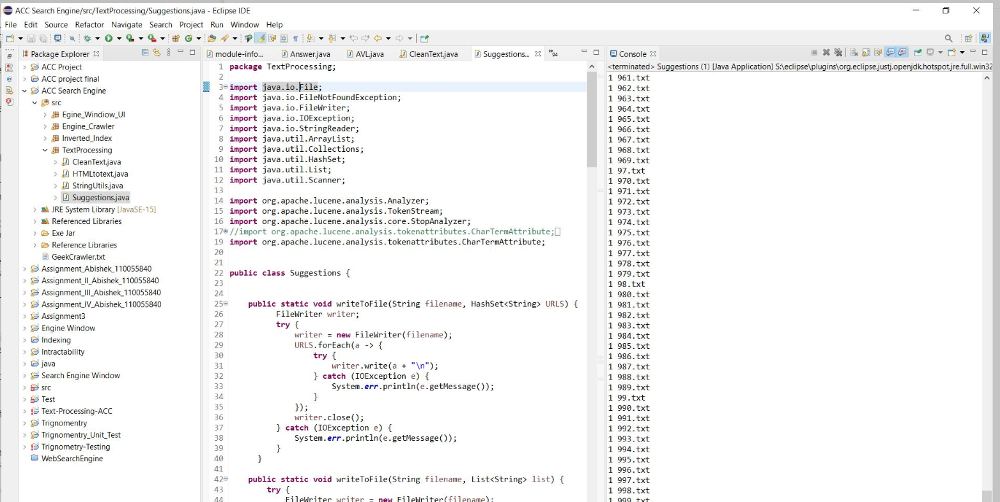 ACC Search Engine/src/TextProcessing/Suggestions.java - Eclipse IDE
File Edit Source Refactor Navigate Search Project Run Window Help
Package Explorer
ACC Project
ACC project final
ACC Search Engine
src
Egine_Windiow_UI
Engine_Crawler
Inverted_Index
TextProcessing
CleanText.java
HTMLtotext.java
StringUtils.java
Suggestions.java
JRE System Library [JavaSE-15]
Referenced Libraries
Exe Jar
Reference Libraries
GeekCrawler.txt
Assignment_Abishek_110055840
Assignment_II_Abishek_110055840
Assignment_III_Abishek_110055840
Assignment_IV_Abishek_110055840
Assignment3
Engine Window
Indexing
Intractability
java
Search Engine Window
src
Test
Text-Processing-ACC
Trignomentry
Trignomentry_Unit_Test
Trignometry-Testing
WebSearchEngine
module-info... Answer.java AVL.java CleanText.java Suggestions... »94
1 package TextProcessing;
2
3 import java.io.File;
4 import java.io.FileNotFoundException;
5 import java.io.FileWriter;
6 import java.io.IOException;
7 import java.io.StringReader;
8 import java.util.ArrayList;
9 import java.util.Collections;
10 import java.util.HashSet;
11 import java.util.List;
12 import java.util.Scanner;
13
14 import org.apache.lucene.analysis.Analyzer;
15 import org.apache.lucene.analysis.TokenStream;
16 import org.apache.lucene.analysis.core.StopAnalyzer;
17 //import org.apache.lucene.analysis.tokenattributes.CharTermAttribute;
19 import org.apache.lucene.analysis.tokenattributes.CharTermAttribute;
20
21
22 public class Suggestions {
23
24
25 public static void writeToFile(String filename, HashSet<String> URLS) {
26 FileWriter writer;
27 try {
28 writer = new FileWriter(filename);
29 URLS.forEach(a -> {
30 try {
31 writer.write(a + "\n");
32 } catch (IOException e) {
33 System.err.println(e.getMessage());
34 }
35 });
36 writer.close();
37 } catch (IOException e) {
38 System.err.println(e.getMessage());
39 }
40 }
41
42 public static void writeToFile(String filename, List<String> list) {
43 try {
44 FileWriter writer = new FileWriter(filename);
Console
<terminated> Suggestions (1) [Java Application] S:\eclipse\plugins\org.eclipse.justj.openjdk.hotspot.jre.full.win32
1 961.txt
1 962.txt
1 963.txt
1 964.txt
1 965.txt
1 966.txt
1 967.txt
1 968.txt
1 969.txt
1 97.txt
1 970.txt
1 971.txt
1 972.txt
1 973.txt
1 974.txt
1 975.txt
1 976.txt
1 977.txt
1 978.txt
1 979.txt
1 98.txt
1 980.txt
1 981.txt
1 982.txt
1 983.txt
1 984.txt
1 985.txt
1 986.txt
1 987.txt
1 988.txt
1 989.txt
1 99.txt
1 990.txt
1 991.txt
1 992.txt
1 993.txt
1 994.txt
1 995.txt
1 996.txt
1 997.txt
1 998.txt
1 999.txt